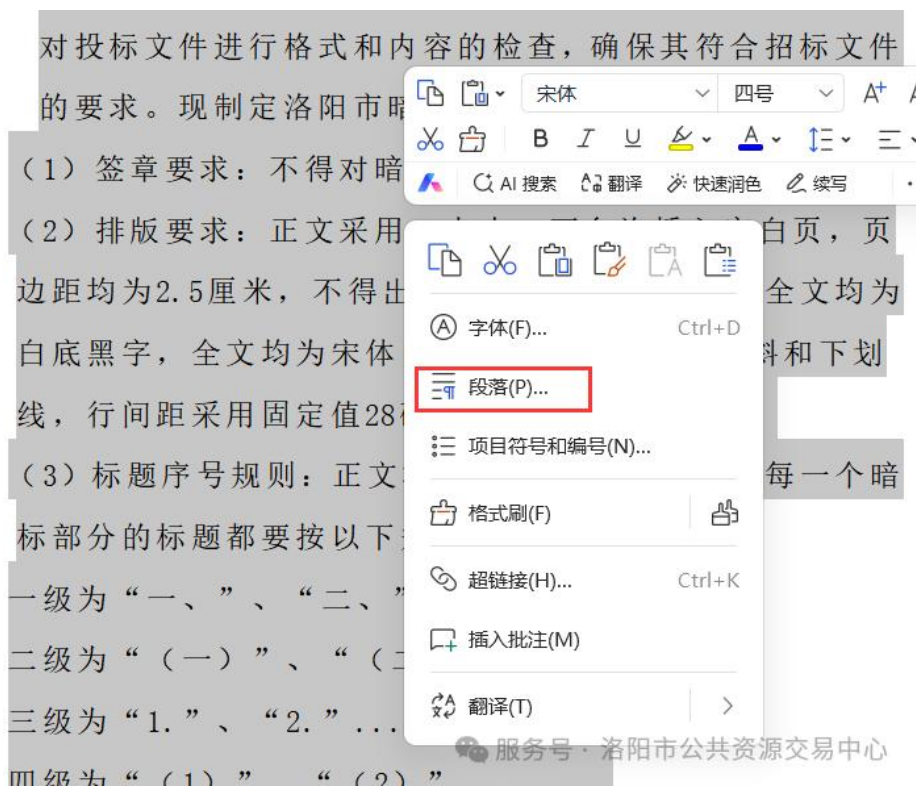 对投标文件进行格式和内容的检查，确保其符合招标文件
的要求。现制定洛阳市暗
宋体
四号
A+
B I U A
（1）签章要求：不得对暗
AI 搜索 翻译 快速润色 续写
（2）排版要求：正文采用
白页，页
边距均为2.5厘米，不得出
全文均为
字体(F)... Ctrl+D
白底黑字，全文均为宋体
和下划
段落(P)...
线，行间距采用固定值28
项目符号和编号(N)...
（3）标题序号规则：正文
每一个暗
格式刷(F)
标部分的标题都要按以下
超链接(H)... Ctrl+K
一级为“一、”、“二、”
插入批注(M)
二级为“（一）”、“（
翻译(T)
三级为“1.”、“2.”...
服务号 · 洛阳市公共资源交易中心
四级为“（1）”、“（2）”